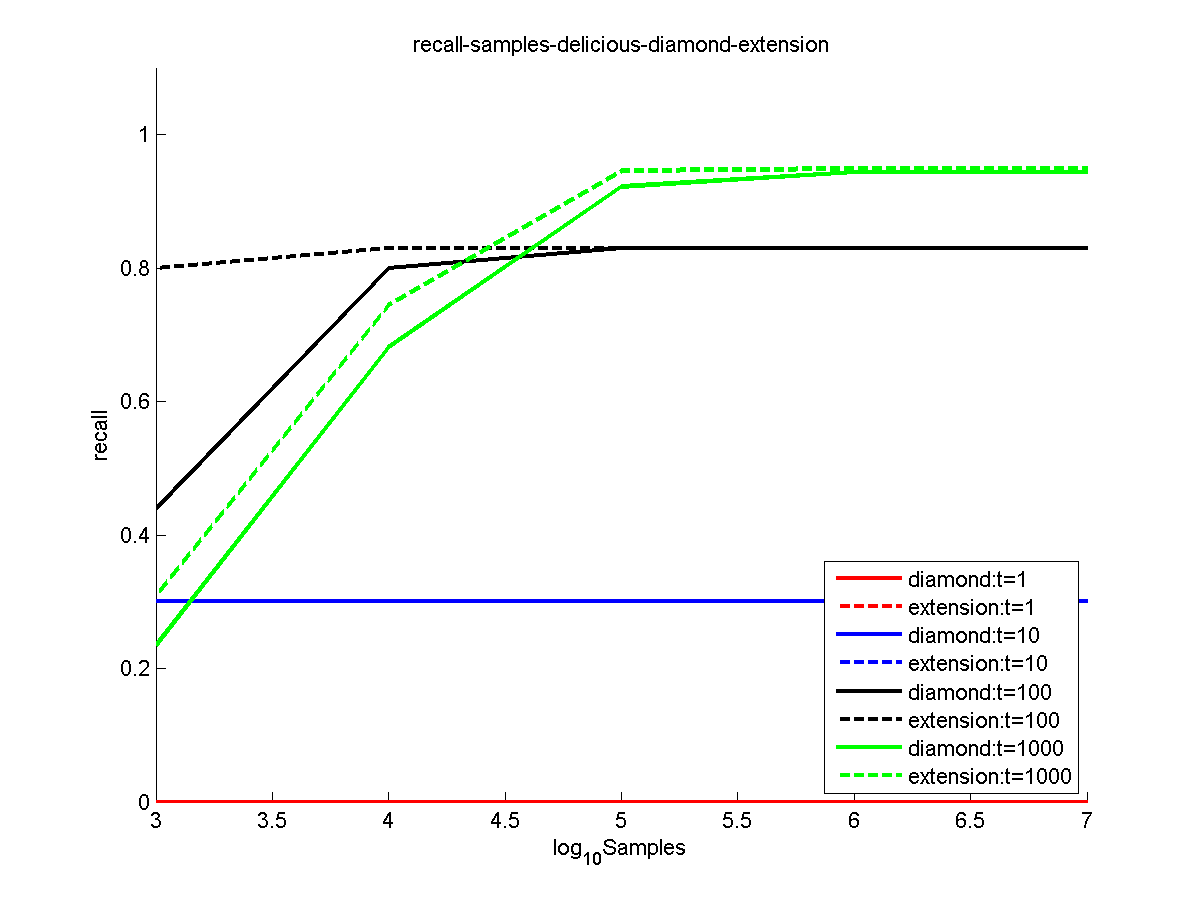 recall-samples-delicious-diamond-extension
1
0.8
0.6
0.4
0.2
0
recall
3 3.5 4 4.5 5 5.5 6 6.5 7
log10Samples
diamond:t=1
extension:t=1
diamond:t=10
extension:t=10
diamond:t=100
extension:t=100
diamond:t=1000
extension:t=1000